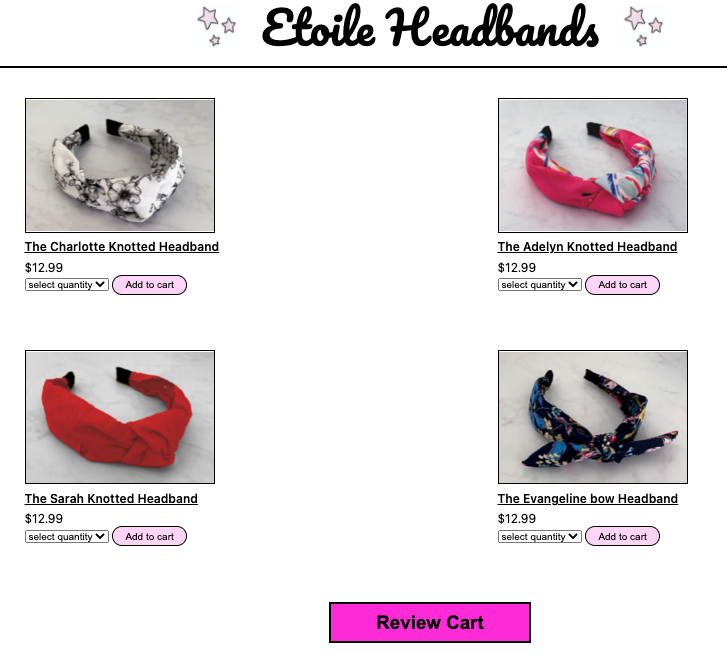 Etoile Headbands
The Charlotte Knotted Headband
$12.99
select quantity Add to cart
The Adelyn Knotted Headband
$12.99
select quantity Add to cart
The Sarah Knotted Headband
$12.99
select quantity Add to cart
The Evangeline bow Headband
$12.99
select quantity Add to cart
Review Cart